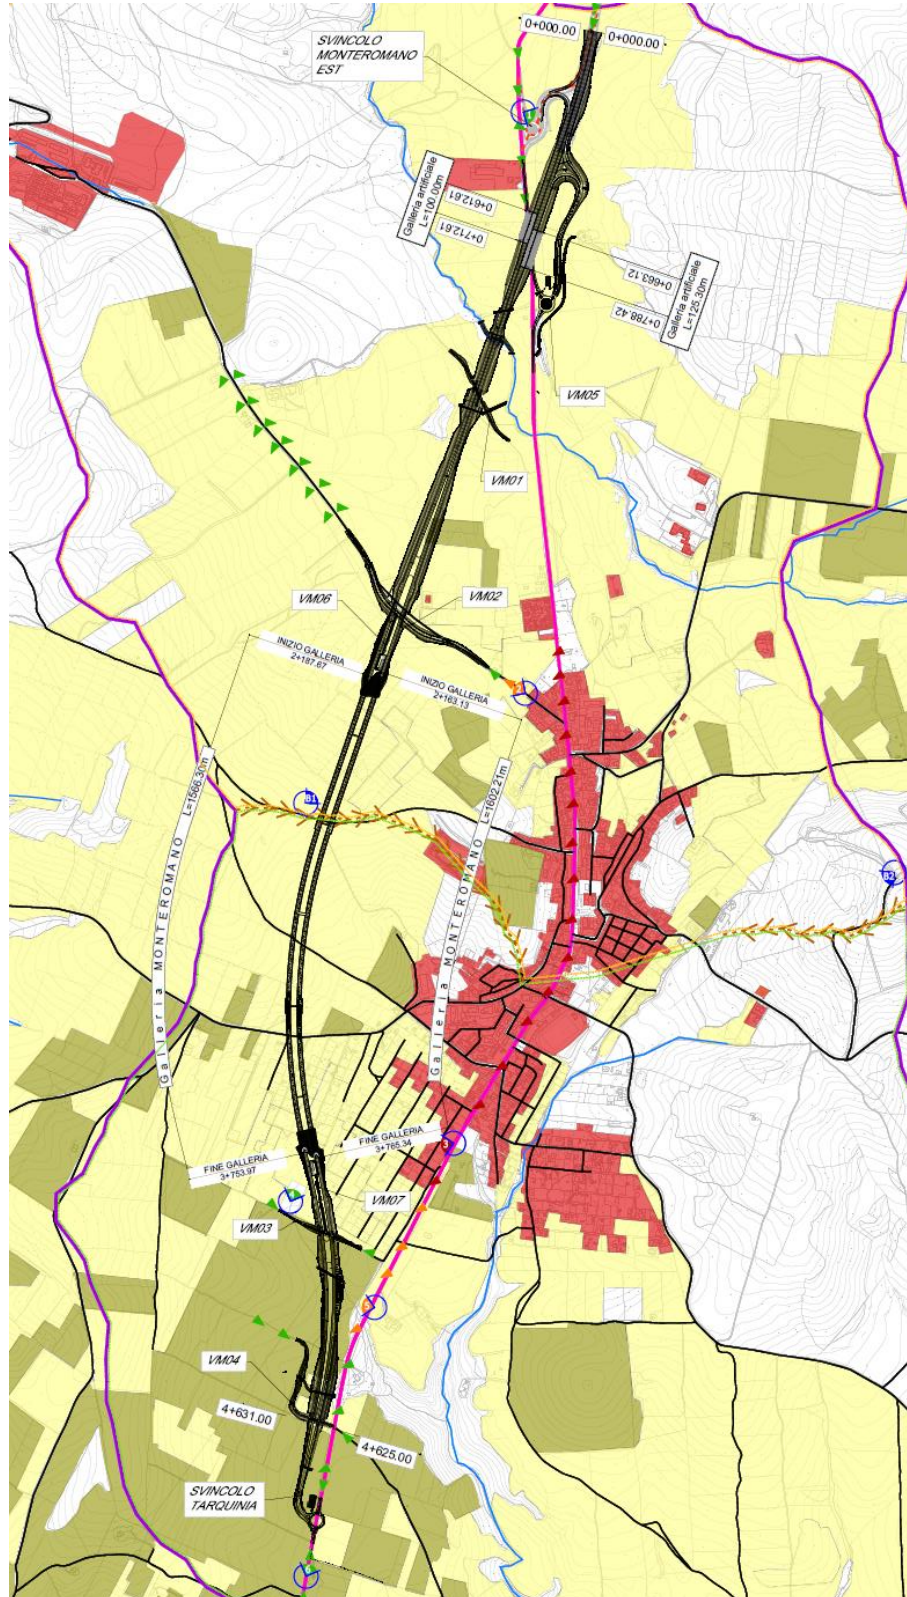 0+000.00
0+000.00
SVINCOLO
MONTEROMANO
EST
Galleria artificiale
L=100.00m
0+612.61
0+712.61
0+663.12
0+788.42
Galleria artificiale
L=125.30m
VM05
VM01
VM06
VM02
INIZIO GALLERIA
2+187.67
INIZIO GALLERIA
2+163.13
Galleria MONTEROMANO L=1566.30m
Galleria MONTEROMANO L=1602.21m
B1
B2
FINE GALLERIA
3+753.97
FINE GALLERIA
3+765.34
VM07
VM03
VM04
4+631.00
4+625.00
SVINCOLO
TARQUINIA